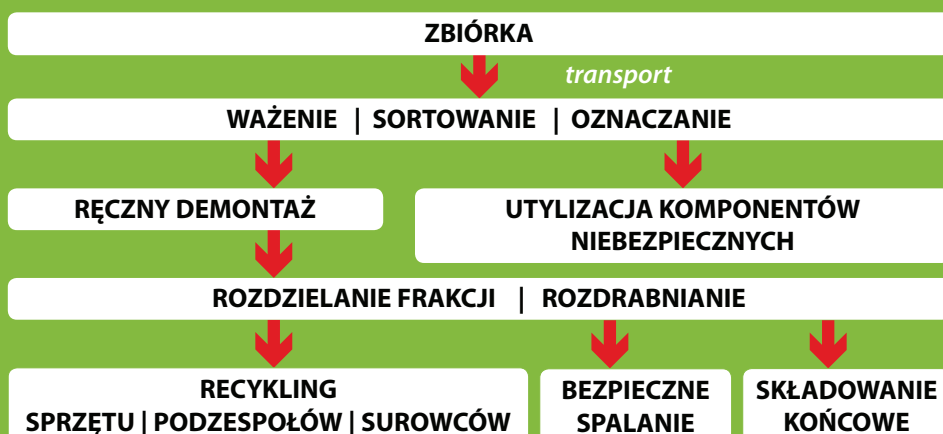 ZBIÓRKA
transport
WAŻENIE | SORTOWANIE | OZNACZANIE
RĘCZNY DEMONTAŻ
UTYLIZACJA KOMPONENTÓW
NIEBEZPIECZNYCH
ROZDZIELANIE FRAKCJI | ROZDRABNIANIE
RECYKLING
SPRZĘTU | PODZESPOŁÓW | SUROWCÓW
BEZPIECZNE
SPALANIE
SKŁADOWANIE
KOŃCOWE